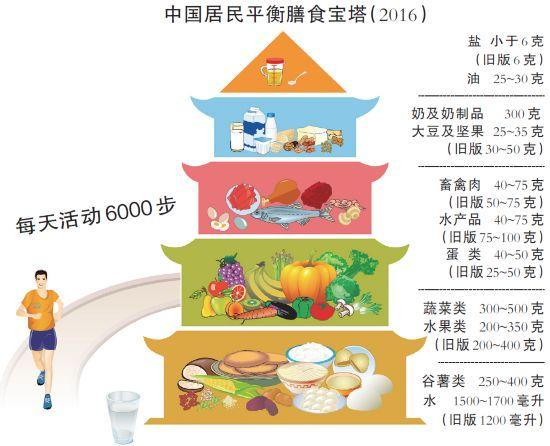 中国居民平衡膳食宝塔(2016)
盐 小于6克
(旧版6克)
油 25~30克
奶及奶制品 300克
大豆及坚果 25~35克
(旧版30~50克)
畜禽肉 40~75克
(旧版50~75克)
水产品 40~75克
(旧版75~100克)
蛋 类 40~50克
(旧版25~50克)
每天活动6000步
蔬菜类 300~500克
水果类 200~350克
(旧版200~400克)
谷薯类 250~400克
水 1500~1700毫升
(旧版1200毫升)